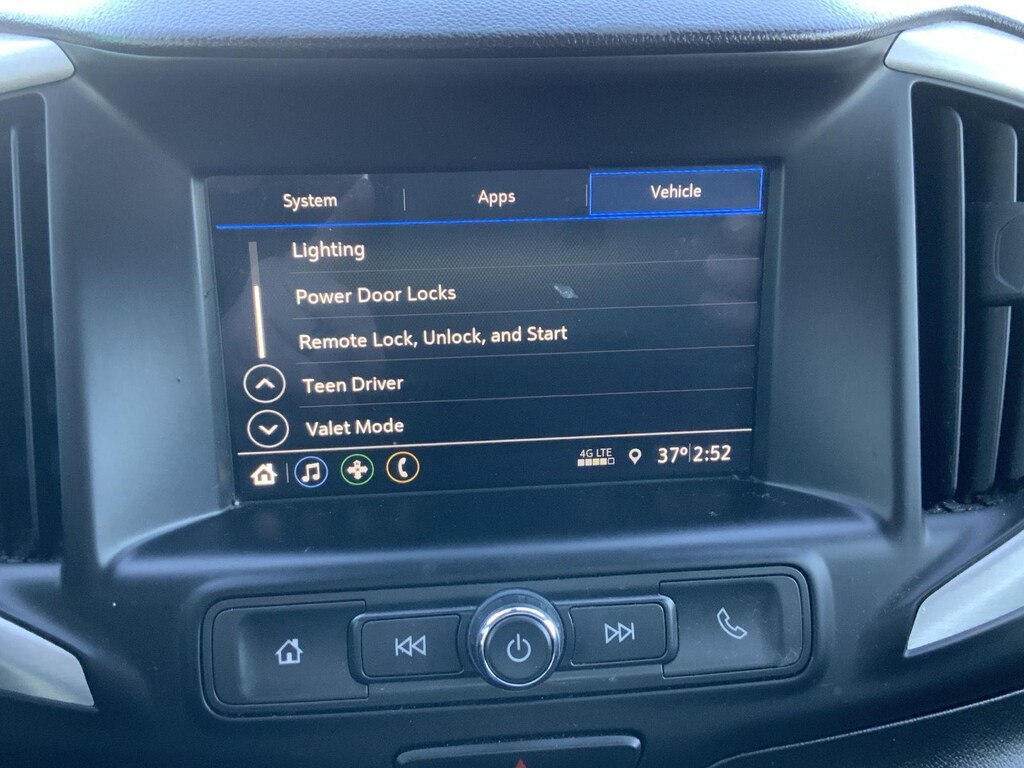 System Apps Vehicle
Lighting
Power Door Locks
Remote Lock, Unlock, and Start
Teen Driver
Valet Mode
4G LTE 37° 2:52